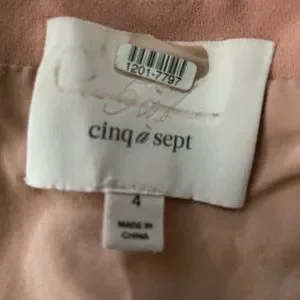 1201-7797
cinq à sept
4
MADE IN
CHINA